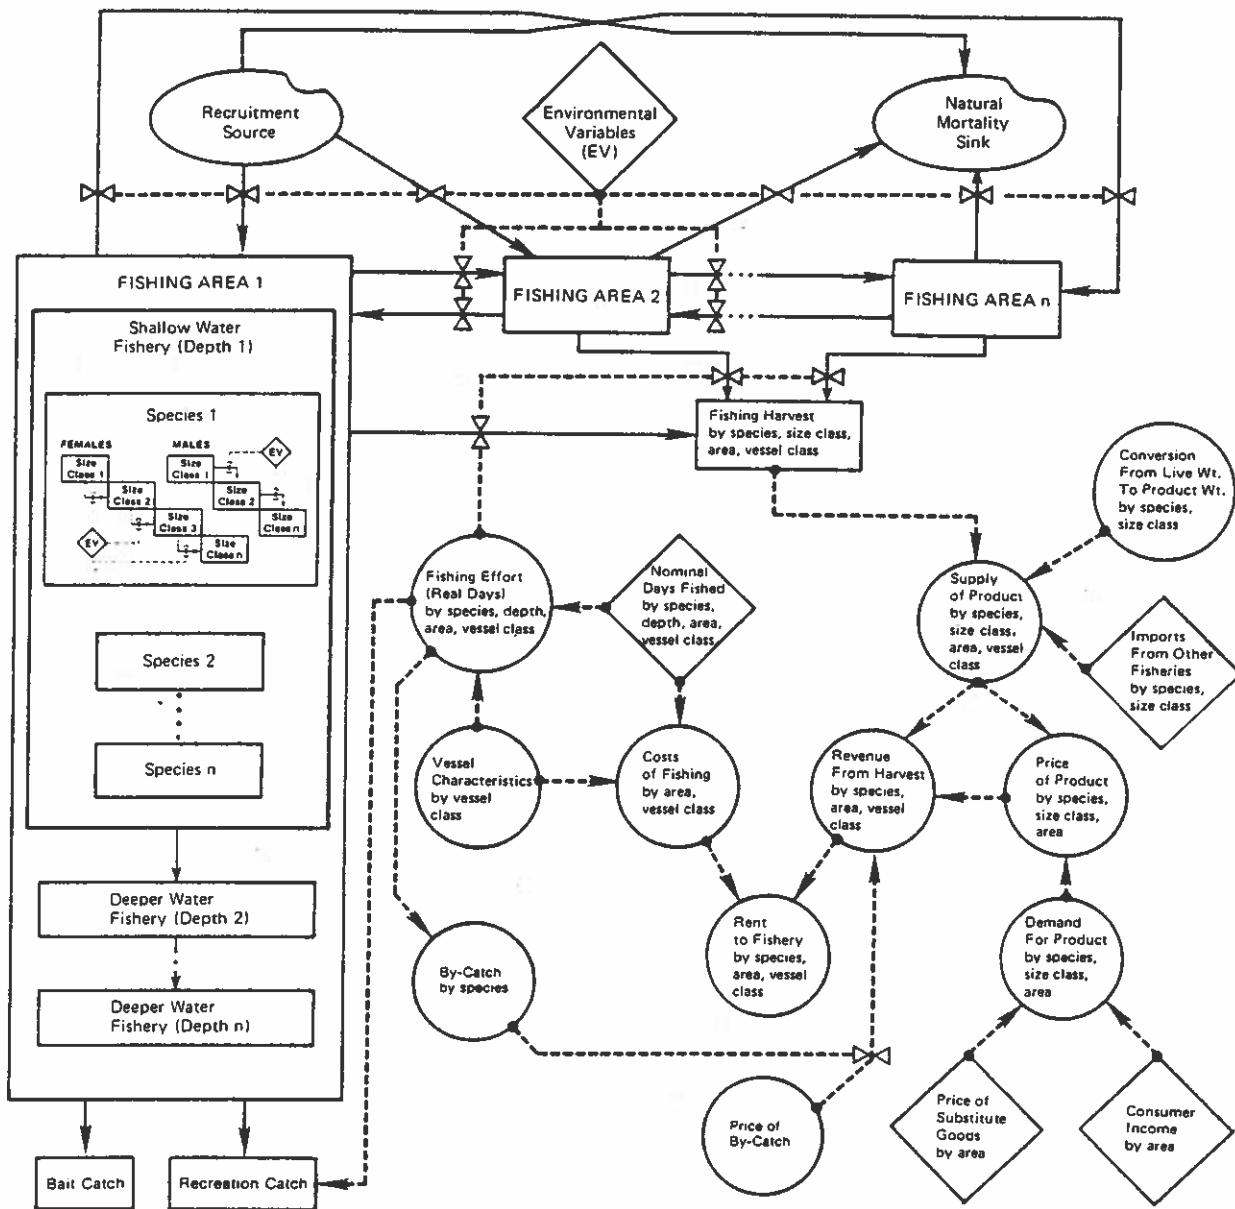 Recruitment
Source
Environmental
Variables
(EV)
Natural
Mortality
Sink
FISHING AREA 1
FISHING AREA 2
FISHING AREA n
Shallow Water
Fishery (Depth 1)
Species 1
FEMALES
MALES
Size
Class 1
Size
Class 2
Size
Class 3
Size
Class n
Size
Class 1
Size
Class 2
Size
Class n
EV
EV
Species 2
Species n
Deeper Water
Fishery (Depth 2)
Deeper Water
Fishery (Depth n)
Bait Catch
Recreation Catch
Fishing Harvest
by species, size class,
area, vessel class
Conversion
From Live Wt.
To Product Wt.
by species,
size class
Fishing Effort
(Real Days)
by species, depth,
area, vessel class
Nominal
Days Fished
by species,
depth, area,
vessel class
Supply
of Product
by species,
size class,
area, vessel
class
Imports
From Other
Fisheries
by species,
size class
Vessel
Characteristics
by vessel
class
Costs
of Fishing
by area,
vessel class
Revenue
From Harvest
by species,
area, vessel
class
Price
of Product
by species,
size class,
area
By-Catch
by species
Rent
to Fishery
by species,
area, vessel
class
Demand
For Product
by species,
size class,
area
Price of
By-Catch
Price of
Substitute
Goods
by area
Consumer
Income
by area